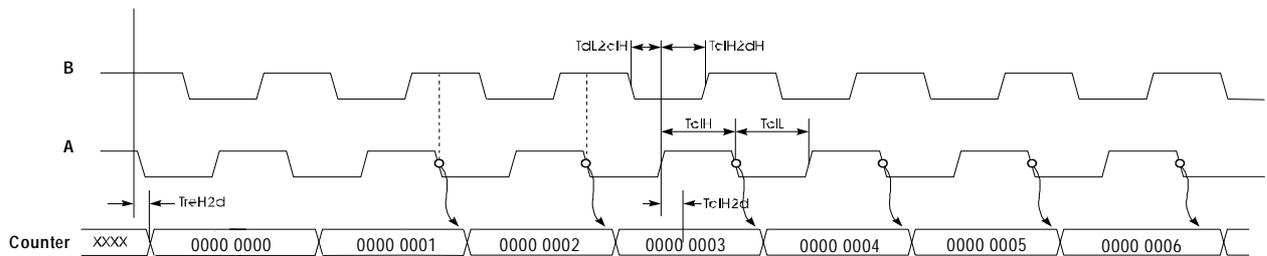 TdL2clH TclH2dH
B
TclH TclL
A
TreH2d TclH2d
Counter XXXX 0000 0000 0000 0001 0000 0002 0000 0003 0000 0004 0000 0005 0000 0006